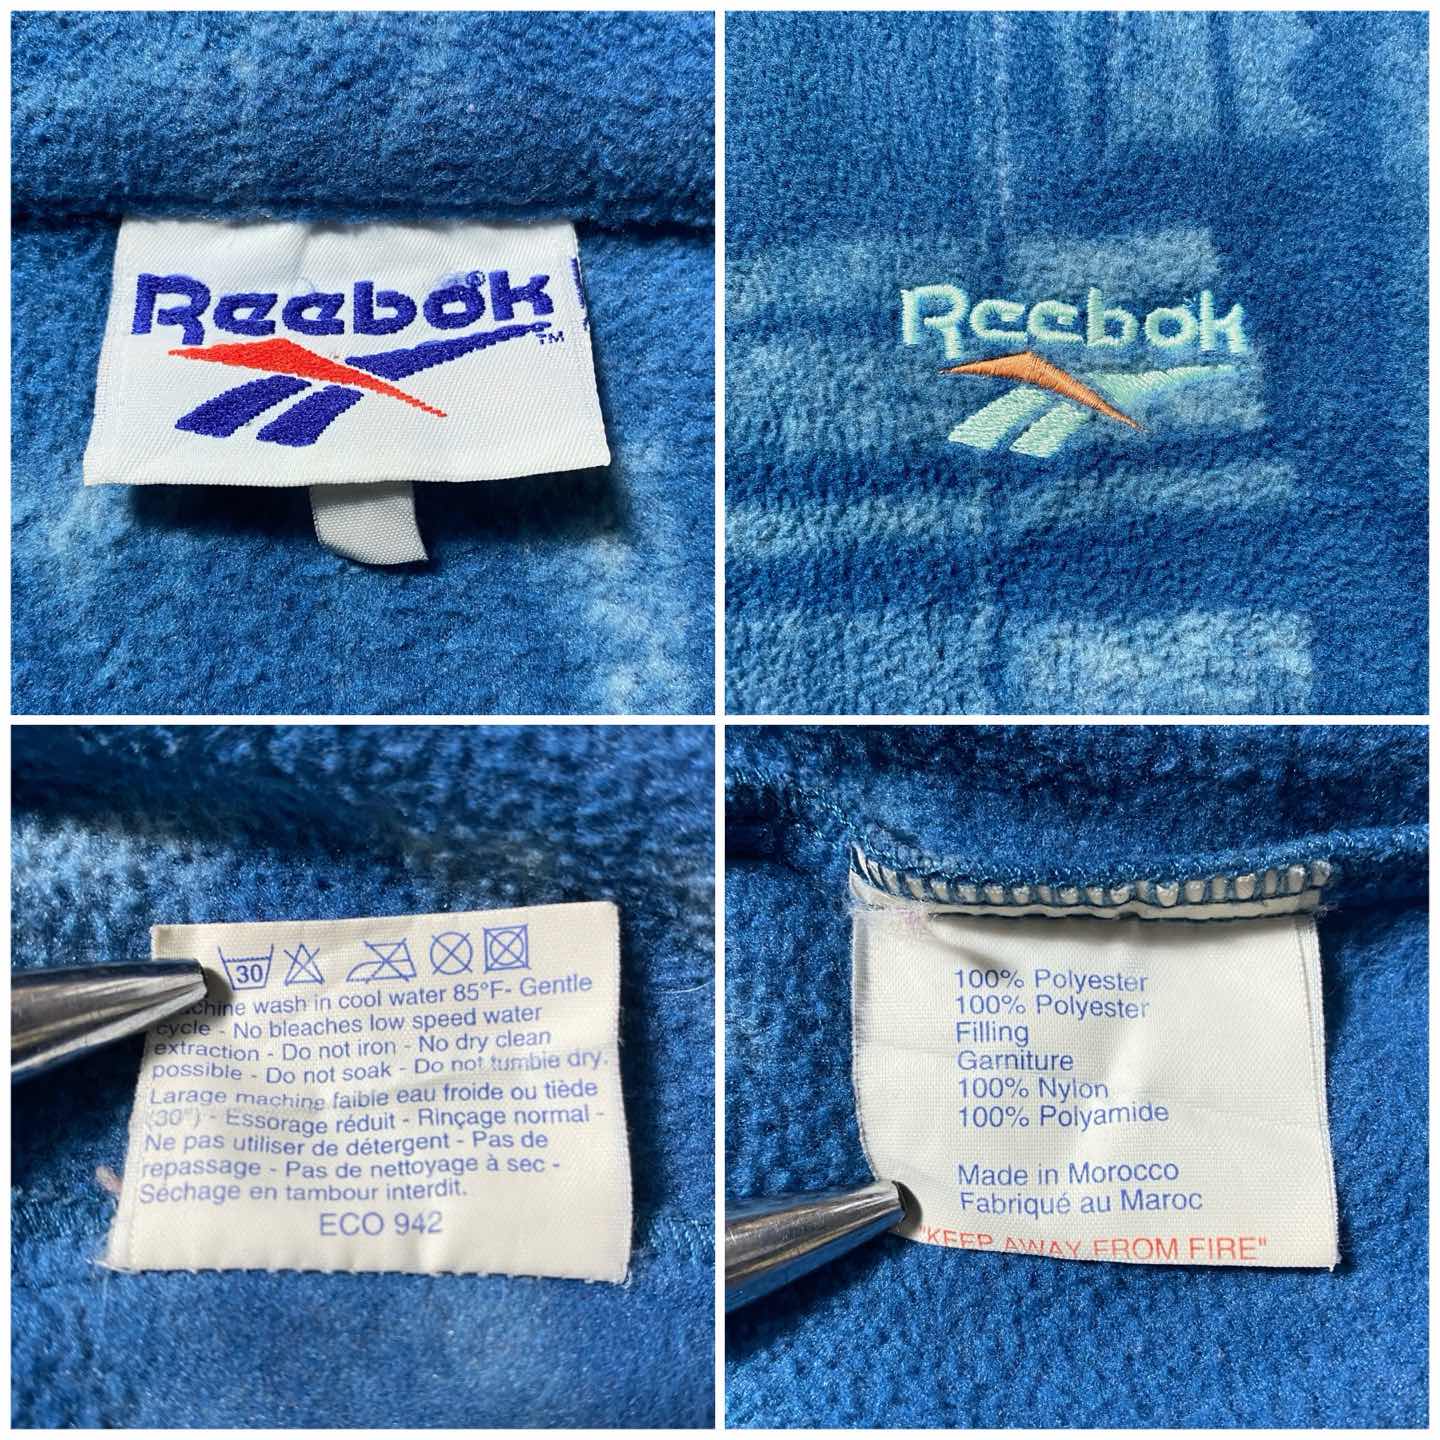 Reebok®
TM
Reebok
30
achine wash in cool water 85°F- Gentle
cycle - No bleaches low speed water
extraction - Do not iron - No dry clean
possible - Do not soak - Do not tumbie dry.
Larage machine faible eau froide ou tiède
(30°) - Essorage réduit - Rinçage normal -
Ne pas utiliser de détergent - Pas de
repassage - Pas de nettoyage à sec -
Séchage en tambour interdit.
ECO 942
100% Polyester
100% Polyester
Filling
Garniture
100% Nylon
100% Polyamide
Made in Morocco
Fabriqué au Maroc
"KEEP AWAY FROM FIRE"